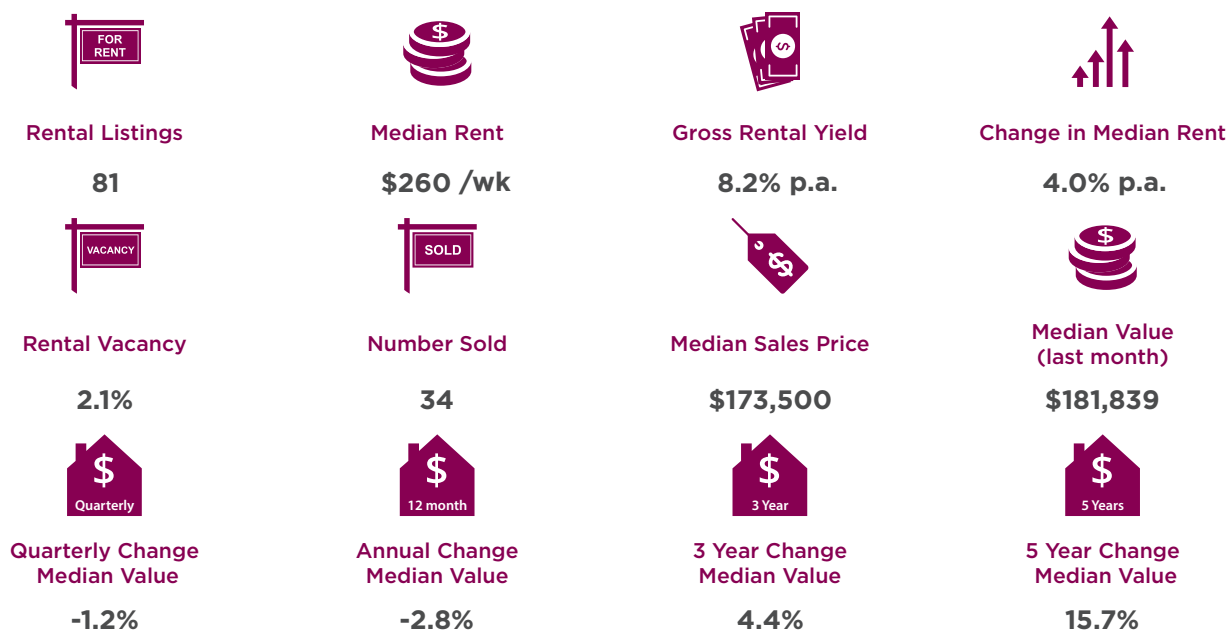 FOR
RENT
$
$
Rental Listings
Median Rent
Gross Rental Yield
Change in Median Rent
81
$260 /wk
8.2% p.a.
4.0% p.a.
VACANCY
SOLD
$
$
Rental Vacancy
Number Sold
Median Sales Price
Median Value
(last month)
2.1%
34
$173,500
$181,839
$
Quarterly
$
12 month
$
3 Year
$
5 Years
Quarterly Change
Median Value
Annual Change
Median Value
3 Year Change
Median Value
5 Year Change
Median Value
-1.2%
-2.8%
4.4%
15.7%